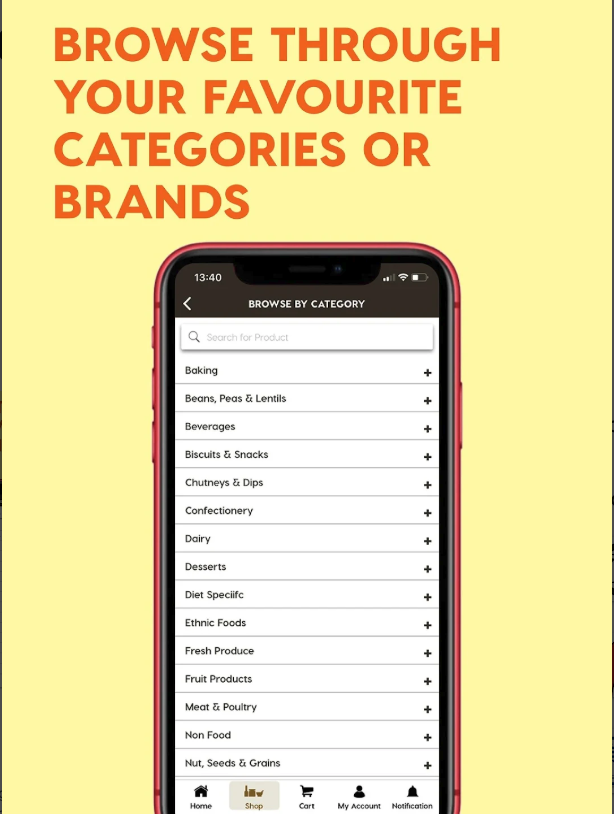 BROWSE THROUGH
YOUR FAVOURITE
CATEGORIES OR
BRANDS
13:40
BROWSE BY CATEGORY
Search for Product
Baking +
Beans, Peas & Lentils +
Beverages +
Biscuits & Snacks +
Chutneys & Dips +
Confectionery +
Dairy +
Desserts +
Diet Speciifc +
Ethnic Foods +
Fresh Produce +
Fruit Products +
Meat & Poultry +
Non Food +
Nut, Seeds & Grains +
Home Shop Cart My Account Notification